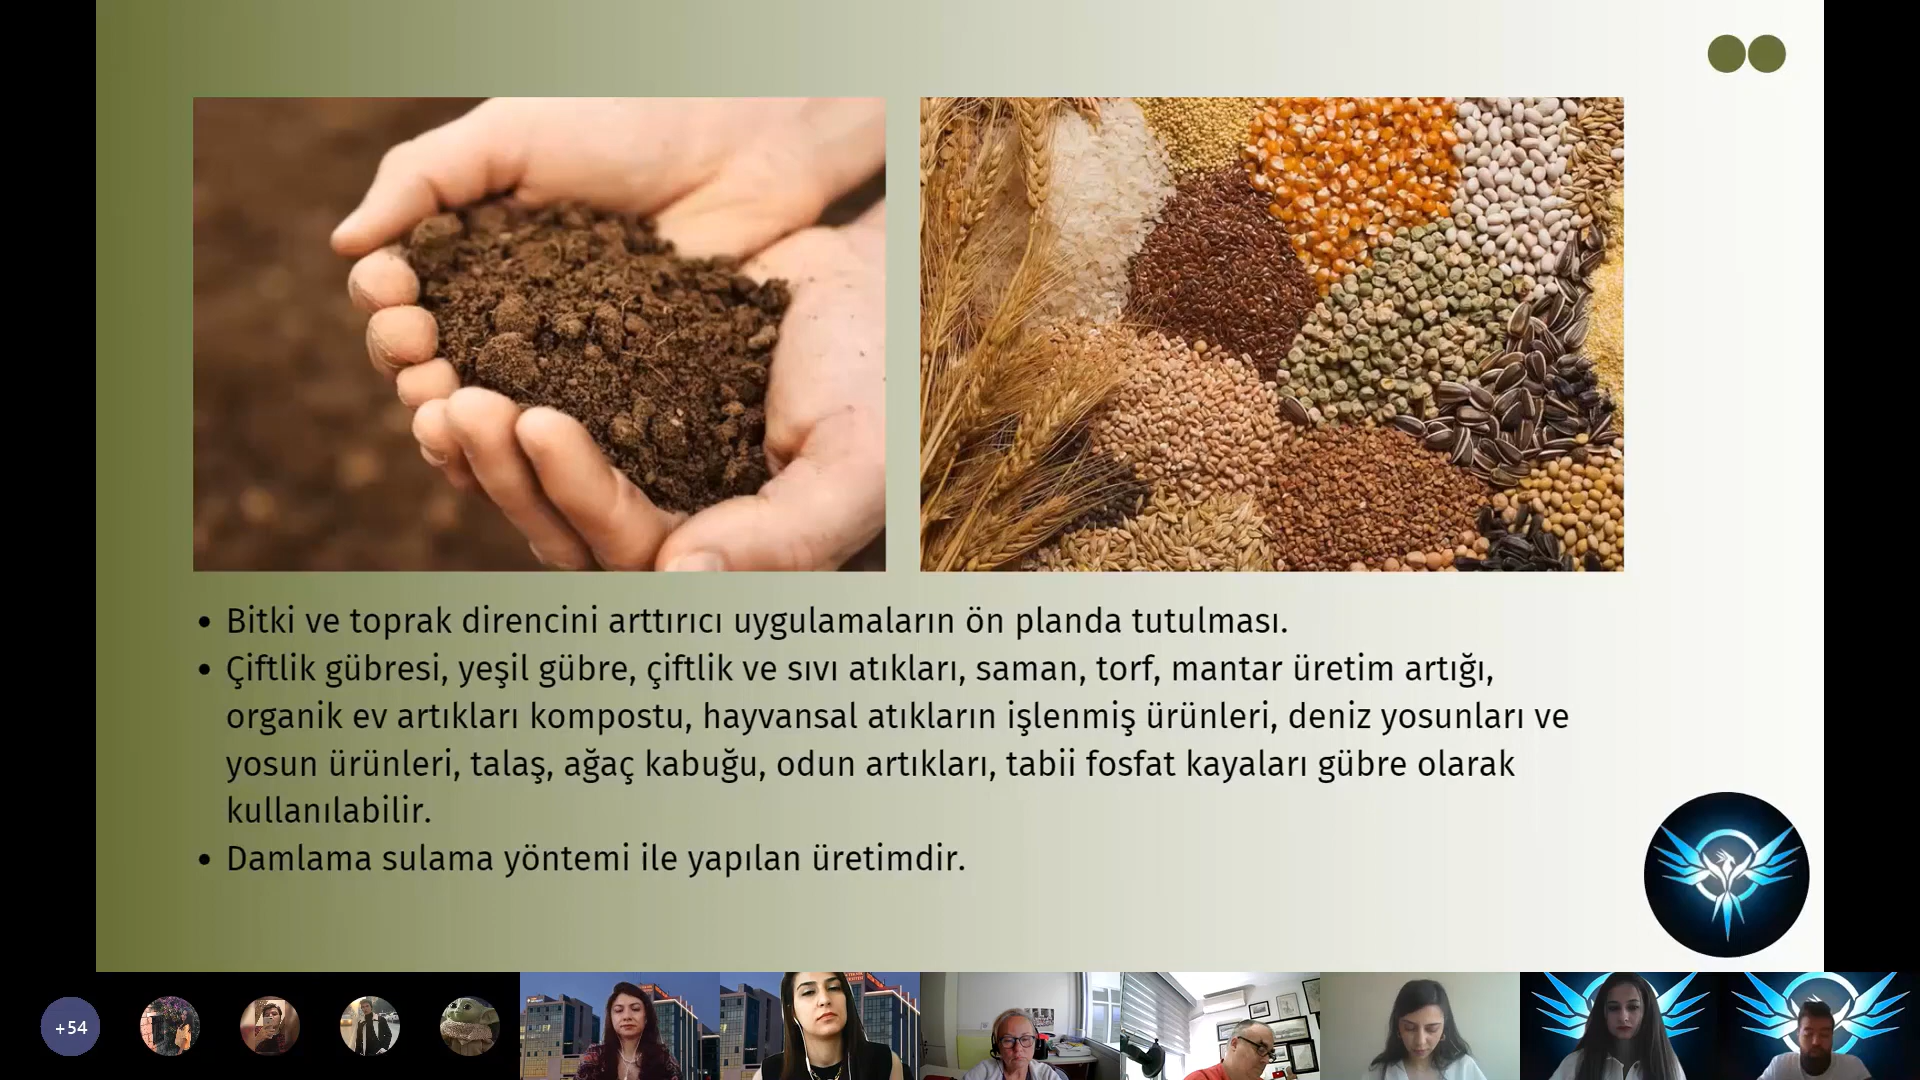 • Bitki ve toprak direncini arttırıcı uygulamaların ön planda tutulması.
• Çiftlik gübresi, yeşil gübre, çiftlik ve sıvı atıkları, saman, torf, mantar üretim artığı,
organik ev artıkları kompostu, hayvansal atıkların işlenmiş ürünleri, deniz yosunları ve
yosun ürünleri, talaş, ağaç kabuğu, odun artıkları, tabii fosfat kayaları gübre olarak
kullanılabilir.
• Damlama sulama yöntemi ile yapılan üretimdir.
+54